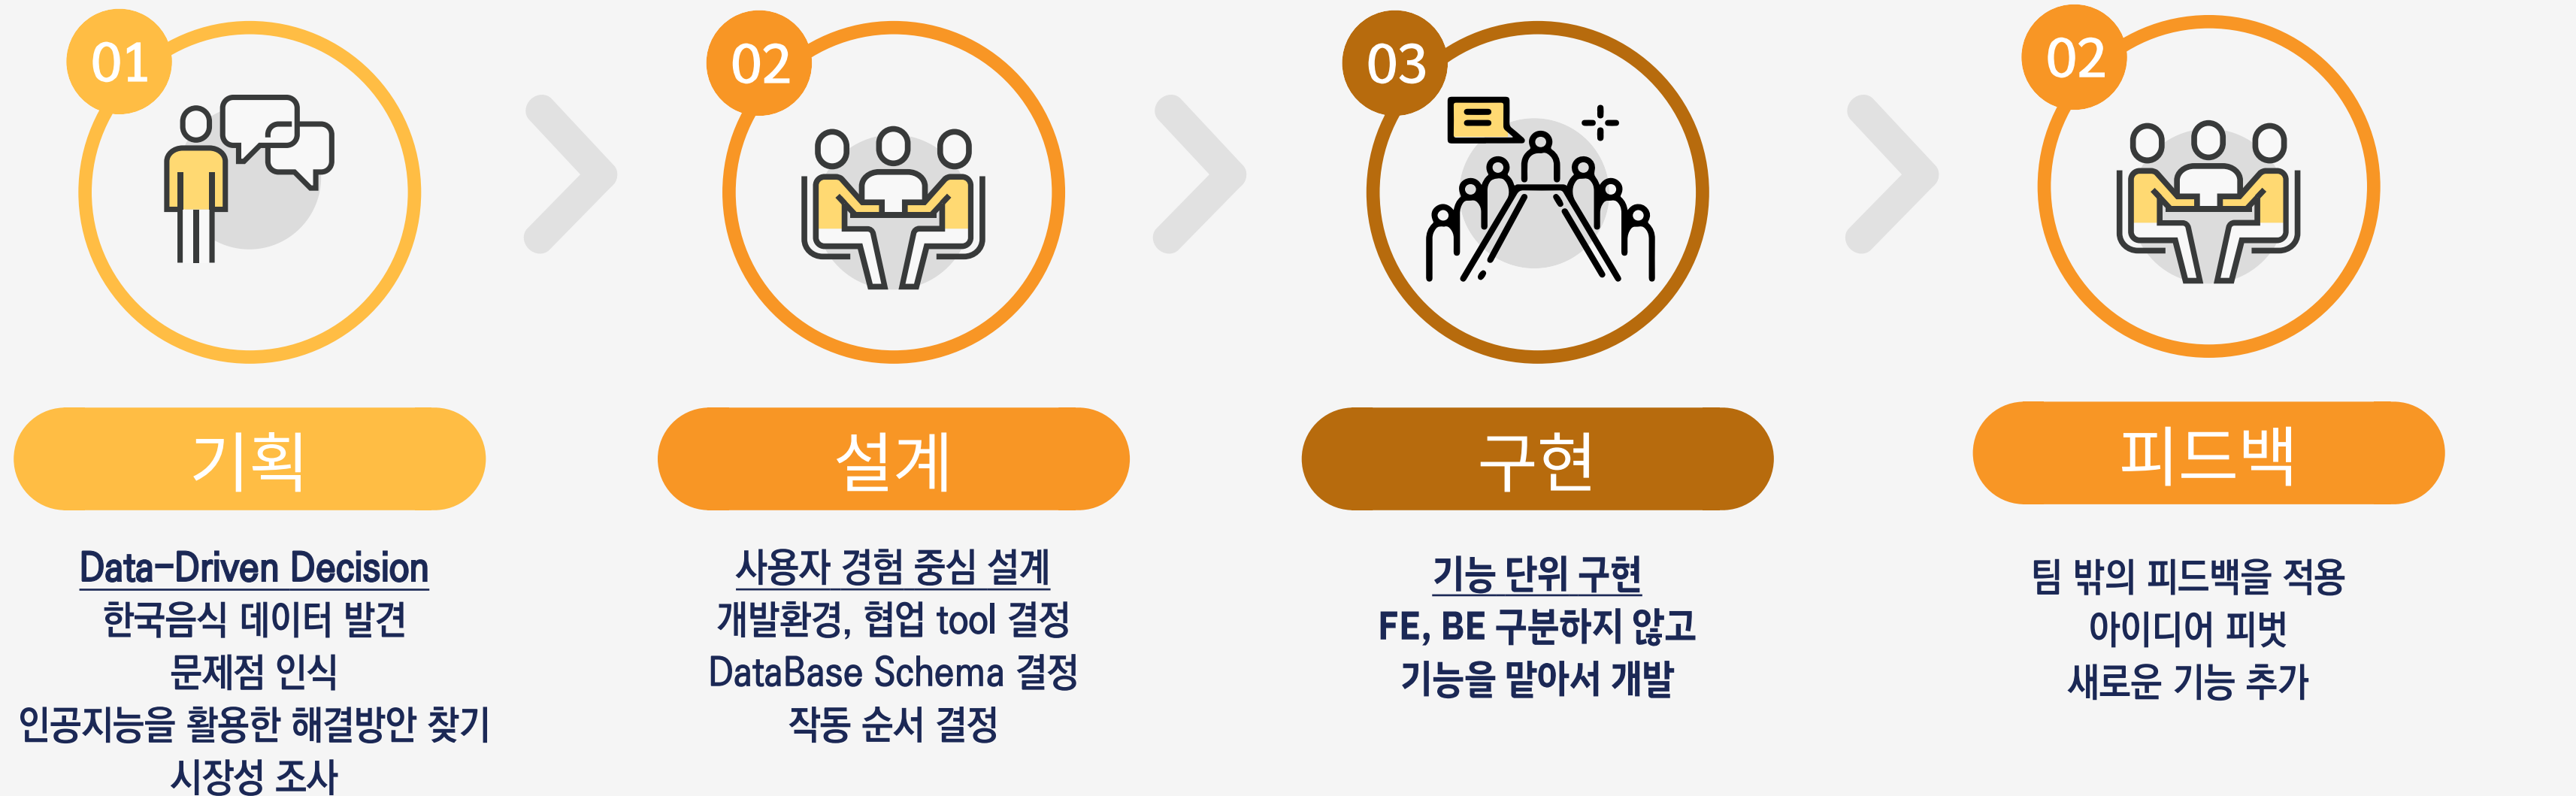 01
기획
Data-Driven Decision
한국음식 데이터 발견
문제점 인식
인공지능을 활용한 해결방안 찾기
시장성 조사
02
설계
사용자 경험 중심 설계
개발환경, 협업 tool 결정
DataBase Schema 결정
작동 순서 결정
03
구현
기능 단위 구현
FE, BE 구분하지 않고
기능을 맡아서 개발
02
피드백
팀 밖의 피드백을 적용
아이디어 피벗
새로운 기능 추가